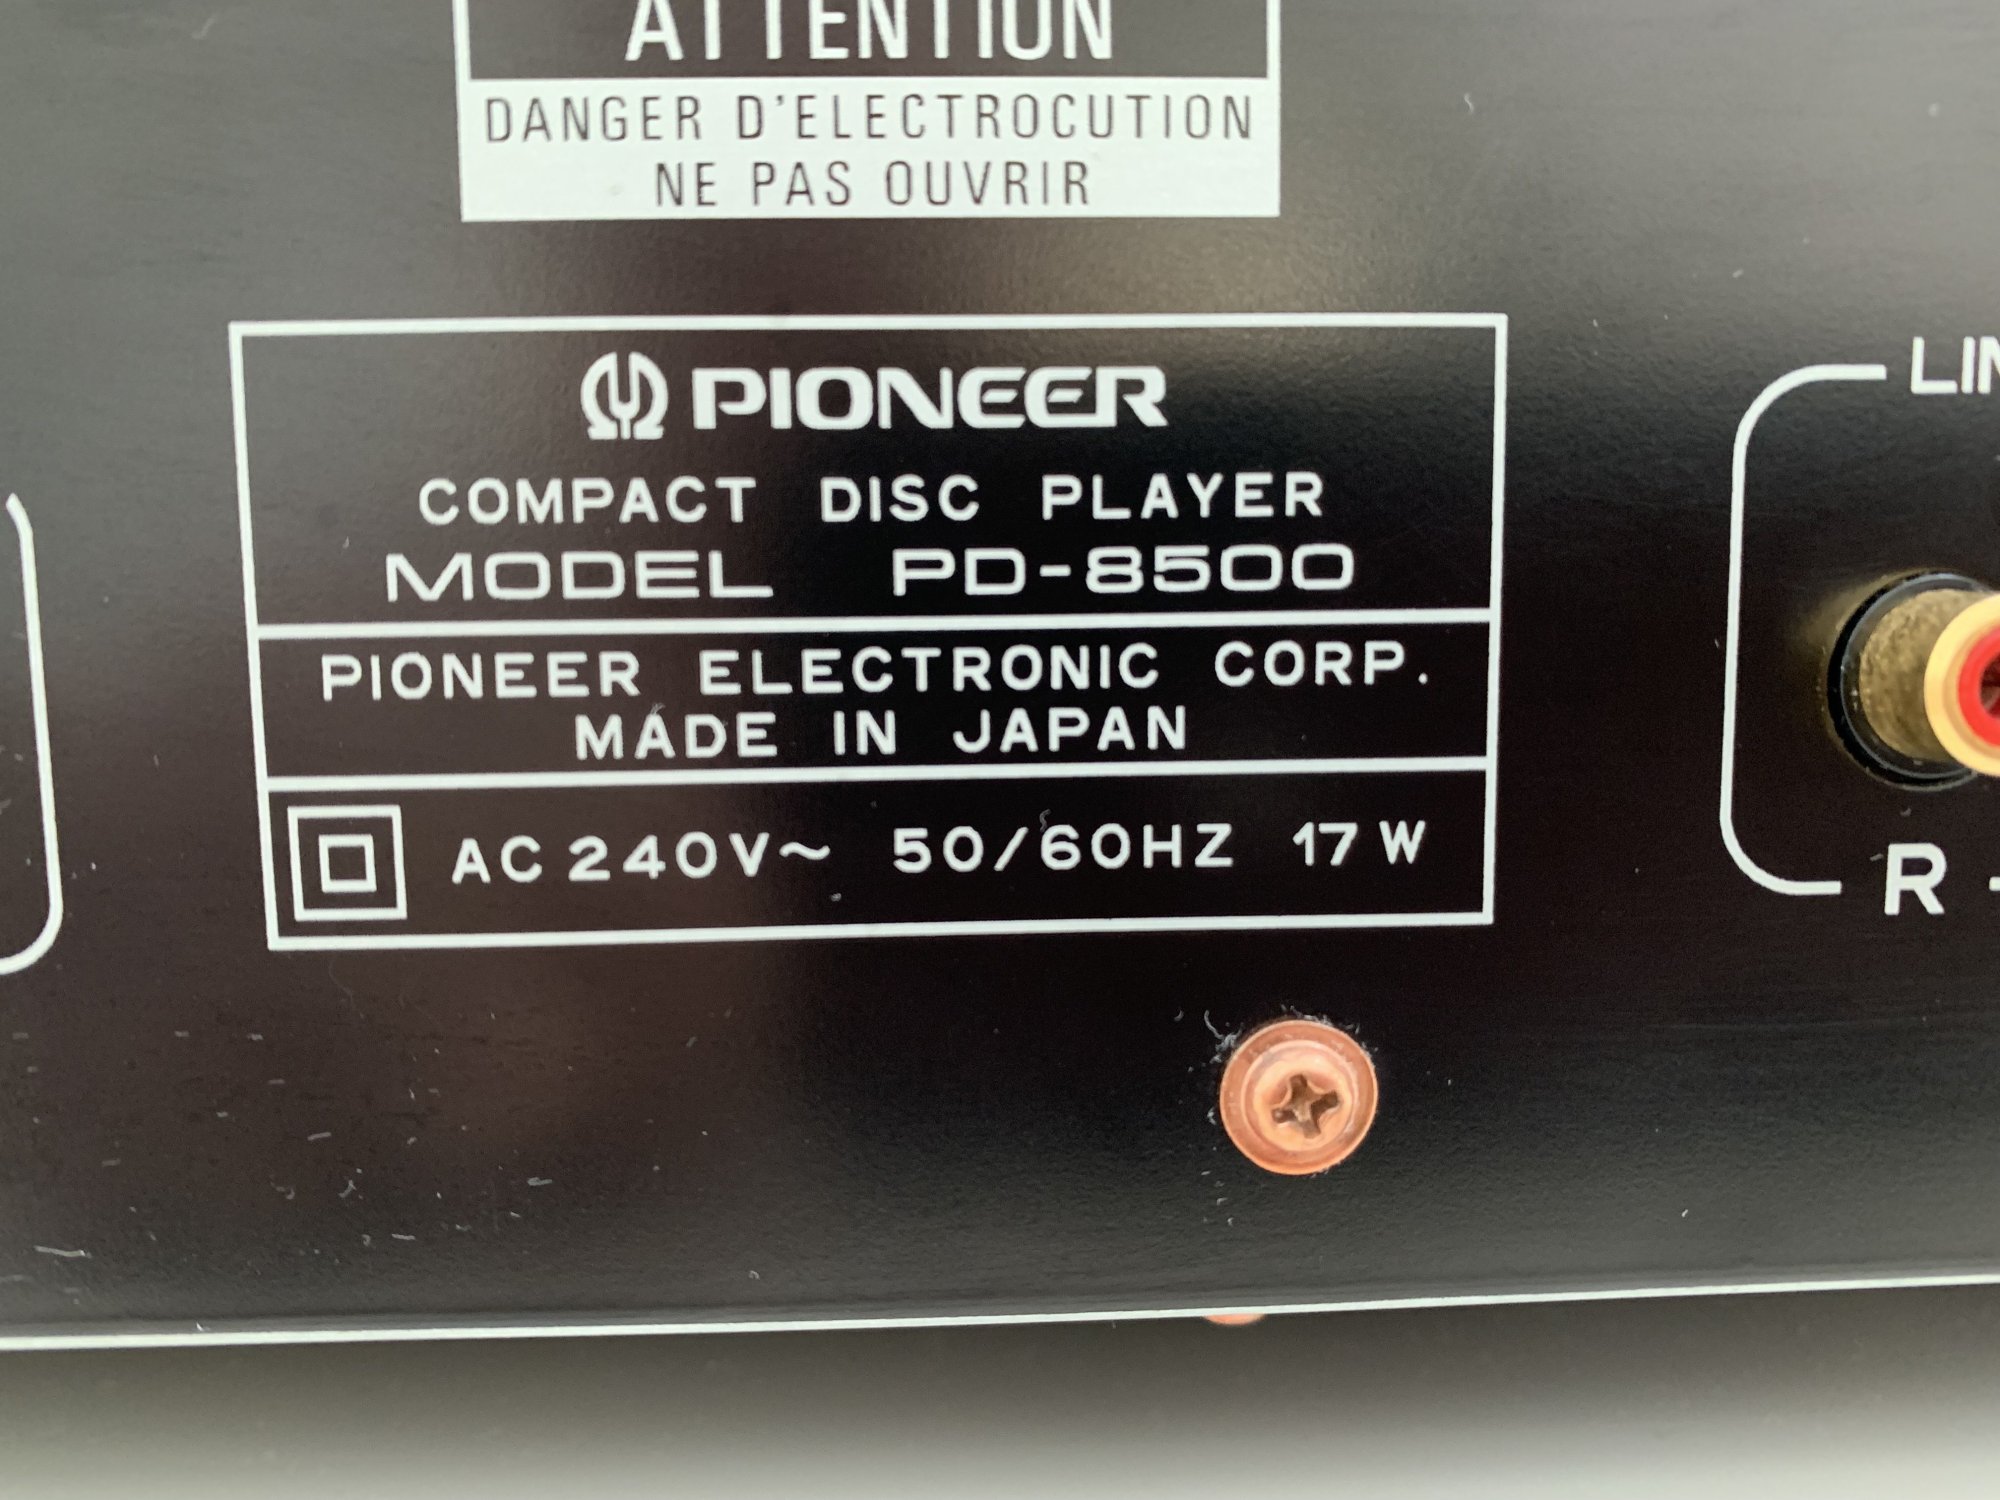 ATTENTION
DANGER D'ELECTROCUTION
NE PAS OUVRIR
PIONEER
COMPACT DISC PLAYER
MODEL PD-8500
PIONEER ELECTRONIC CORP.
MADE IN JAPAN
AC 240V~ 50/60HZ 17W
R